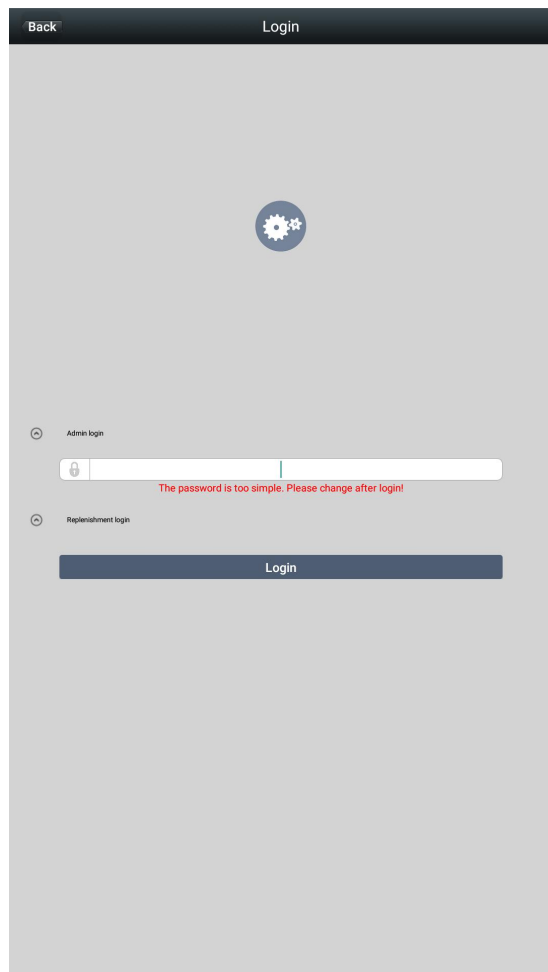 Back
Login
Admin login
The password is too simple. Please change after login!
Replenishment login
Login